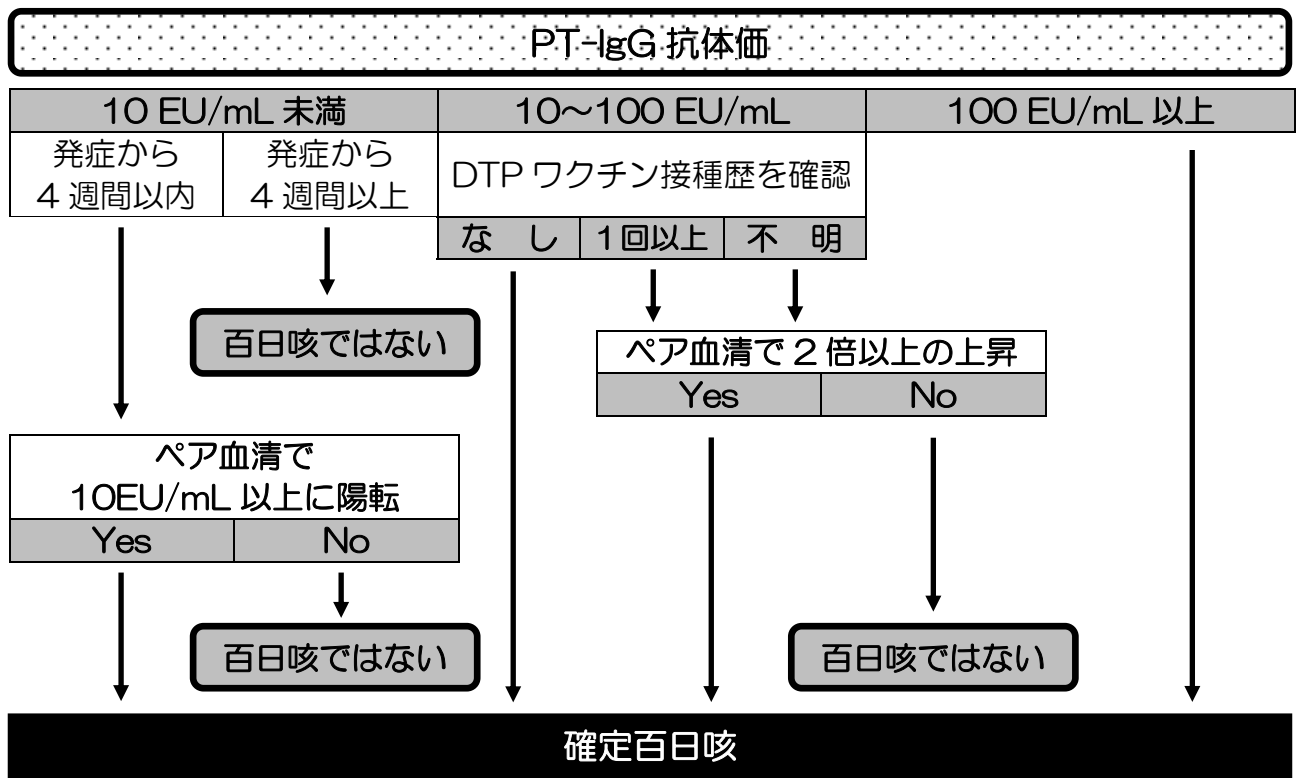 PT-IgG 抗体価
10 EU/mL 未満
10～100 EU/mL
100 EU/mL 以上
発症から
4 週間以内
発症から
4 週間以上
DTP ワクチン接種歴を確認
な し
1回以上
不 明
百日咳ではない
ペア血清で 2 倍以上の上昇
Yes
No
ペア血清で
10EU/mL 以上に陽転
Yes
No
百日咳ではない
百日咳ではない
確定百日咳